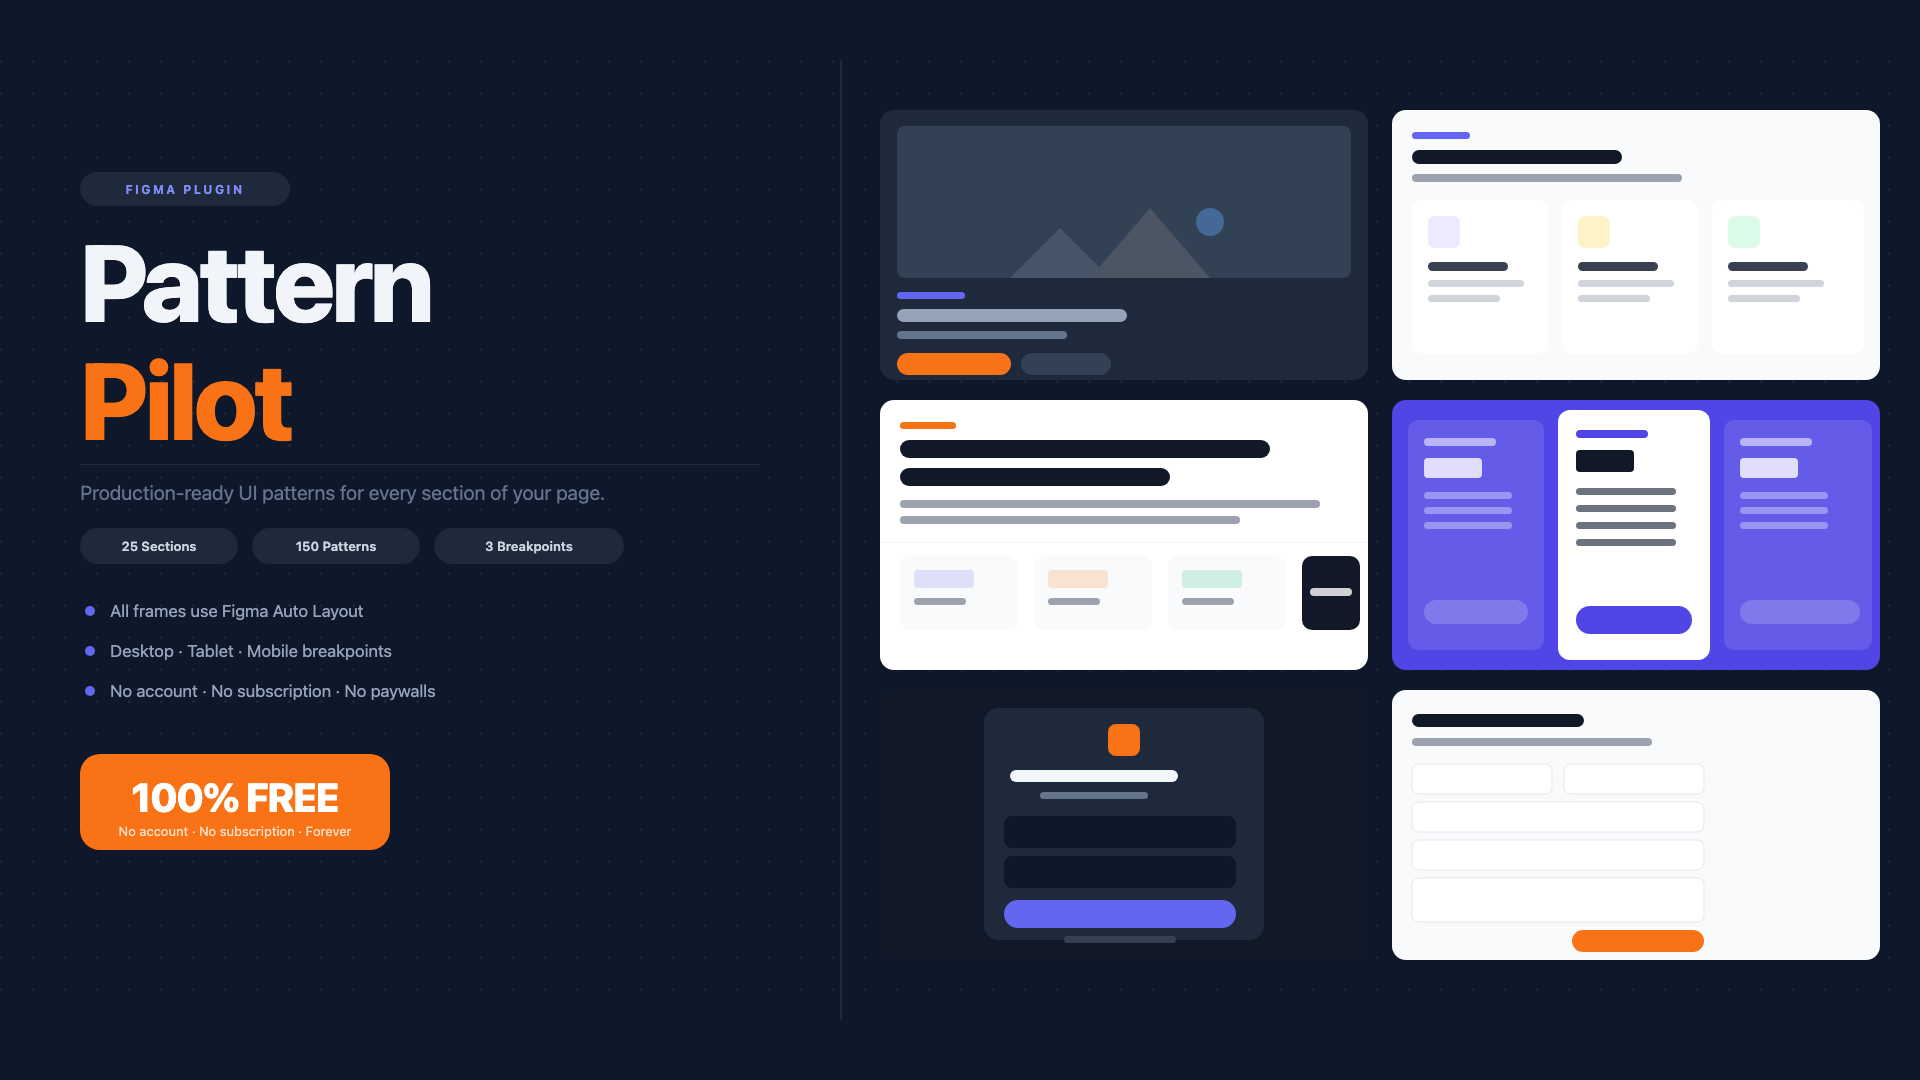 FIGMA PLUGIN
Pattern
Pilot
Production-ready UI patterns for every section of your page.
25 Sections
150 Patterns
3 Breakpoints
All frames use Figma Auto Layout
Desktop · Tablet · Mobile breakpoints
No account · No subscription · No paywalls
100% FREE
No account · No subscription · Forever